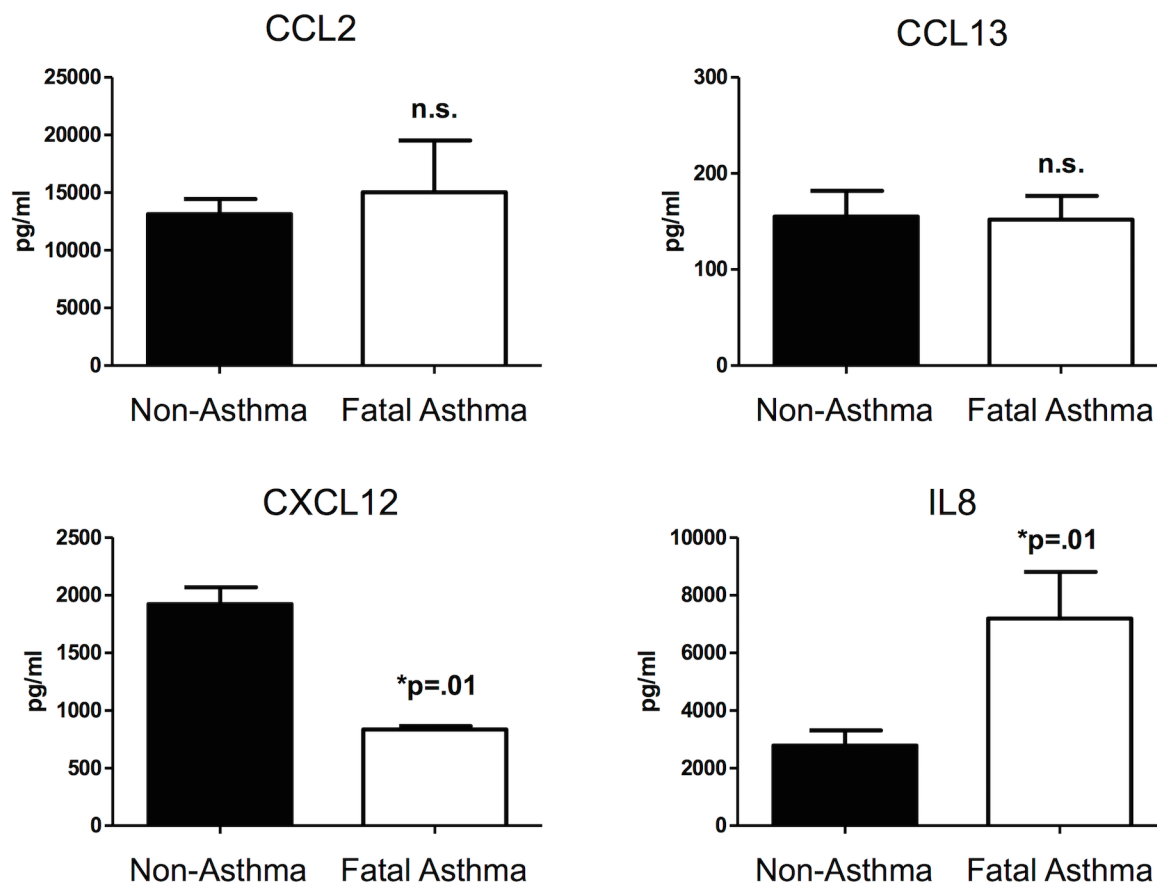 CCL2
25000
20000
15000
10000
5000
0
pg/ml
n.s.
Non-Asthma Fatal Asthma
CCL13
300
200
100
0
pg/ml
n.s.
Non-Asthma Fatal Asthma
CXCL12
2500
2000
1500
1000
500
0
pg/ml
*p=.01
Non-Asthma Fatal Asthma
IL8
10000
8000
6000
4000
2000
0
pg/ml
*p=.01
Non-Asthma Fatal Asthma